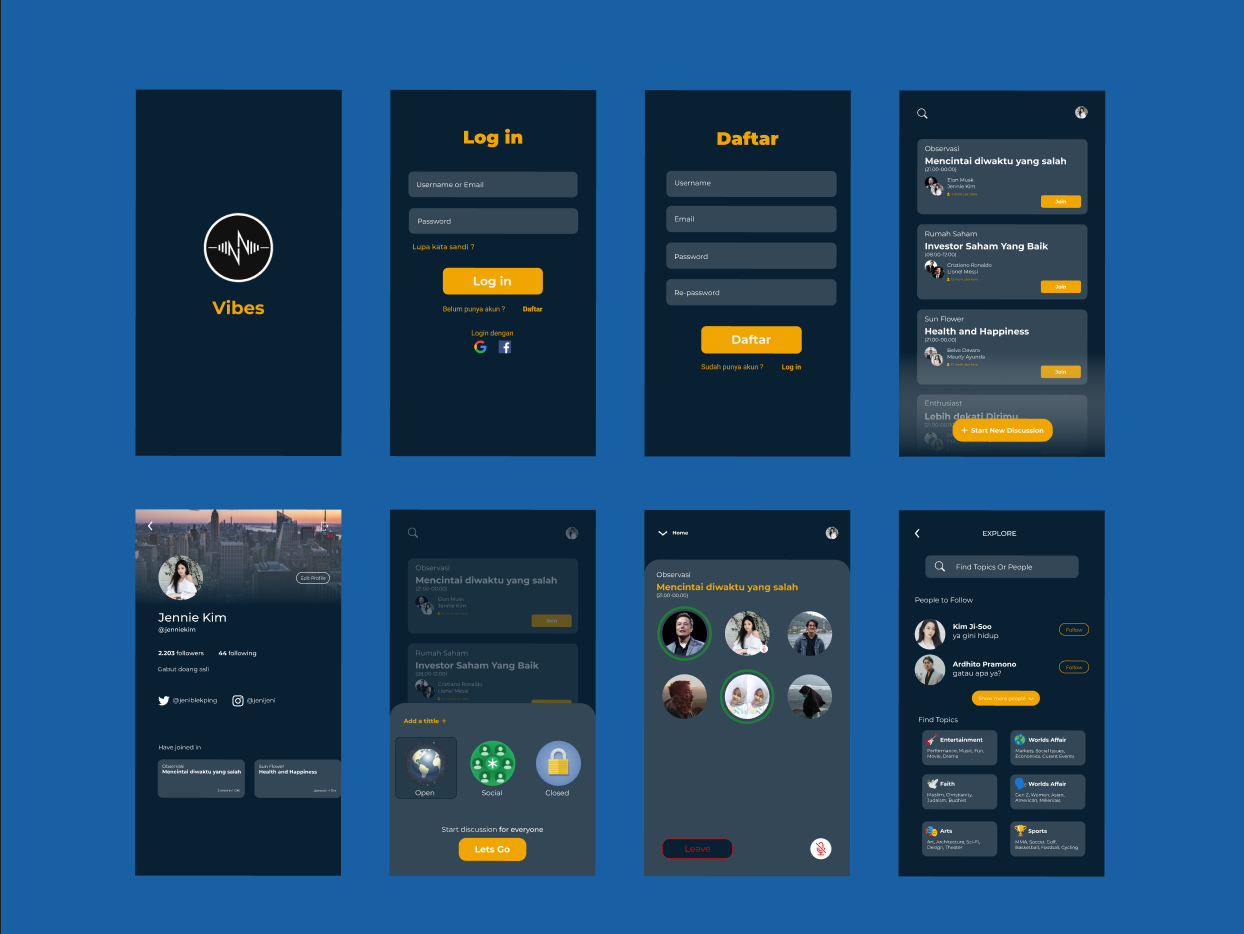 Vibes
Log in
Username or Email
Password
Lupa kata sandi ?
Log in
Belum punya akun ? Daftar
Login dengan
Daftar
Username
Email
Password
Re-password
Daftar
Sudah punya akun ? Log in
Observasi
Mencintai diwaktu yang salah
(21.00-00.00)
Elon Musk
Jennie Kim
Join
Rumah Saham
Investor Saham Yang Baik
(08.00-12.00)
Cristiano Ronaldo
Lionel Messi
Join
Sun Flower
Health and Happiness
(21.00-00.00)
Belva Davara
Meudy Ayunda
Join
Enthusiast
Lebih dekati Dirimu
+ Start New Discussion
Edit Profile
Jennie Kim
@jenniekim
2.203 followers 44 following
Gabut doang asli
@jeniblekping @jenijeni
Have joined in
Observasi
Mencintai diwaktu yang salah
Sun Flower
Health and Happiness
Observasi
Mencintai diwaktu yang salah
(21.00-00.00)
Elon Musk
Jennie Kim
Join
Rumah Saham
Investor Saham Yang Baik
(08.00-12.00)
Cristiano Ronaldo
Lionel Messi
Add a tittle +
Open Social Closed
Start discussion for everyone
Lets Go
Home
Observasi
Mencintai diwaktu yang salah
(21.00-00.00)
Leave
EXPLORE
Find Topics Or People
People to Follow
Kim Ji-Soo
ya gini hidup
Follow
Ardhito Pramono
gatau apa ya?
Follow
Show more people
Find Topics
Entertainment
Performance, Music, Fun,
Movie, Drama
Worlds Affair
Markets, Social Issues,
Economics, Curent Events
Faith
Muslim, Christianity,
Judaism, Budhist
Worlds Affair
Gen Z, Women, Asian,
American, Milenials
Arts
Art, Architecture, Sci-Fi,
Design, Theater
Sports
MMA, Soccer, Golf,
Basketball, Football, Cycling